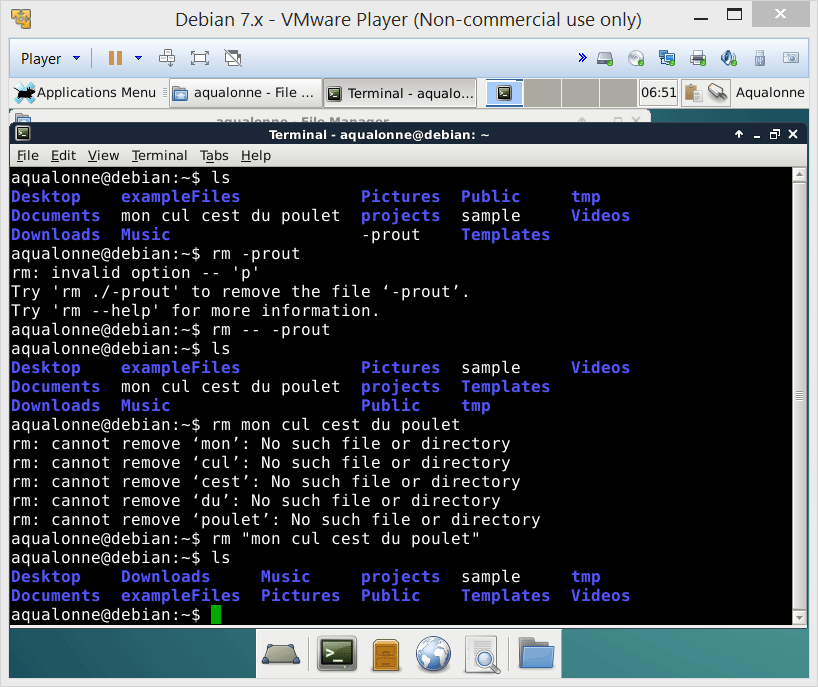 Debian 7.x - VMware Player (Non-commercial use only)
Player
Applications Menu aqualonne - File ... Terminal - aqualo... 06:51 Aqualonne
aqualonne - File Manager
Terminal - aqualonne@debian: ~
File Edit View Terminal Tabs Help
aqualonne@debian:~$ ls
Desktop exampleFiles Pictures Public tmp
Documents mon cul cest du poulet projects sample Videos
Downloads Music -prout Templates
aqualonne@debian:~$ rm -prout
rm: invalid option -- 'p'
Try 'rm ./-prout' to remove the file ‘-prout’.
Try 'rm --help' for more information.
aqualonne@debian:~$ rm -- -prout
aqualonne@debian:~$ ls
Desktop exampleFiles Pictures sample Videos
Documents mon cul cest du poulet projects Templates
Downloads Music Public tmp
aqualonne@debian:~$ rm mon cul cest du poulet
rm: cannot remove ‘mon’: No such file or directory
rm: cannot remove ‘cul’: No such file or directory
rm: cannot remove ‘cest’: No such file or directory
rm: cannot remove ‘du’: No such file or directory
rm: cannot remove ‘poulet’: No such file or directory
aqualonne@debian:~$ rm "mon cul cest du poulet"
aqualonne@debian:~$ ls
Desktop Downloads Music projects sample tmp
Documents exampleFiles Pictures Public Templates Videos
aqualonne@debian:~$